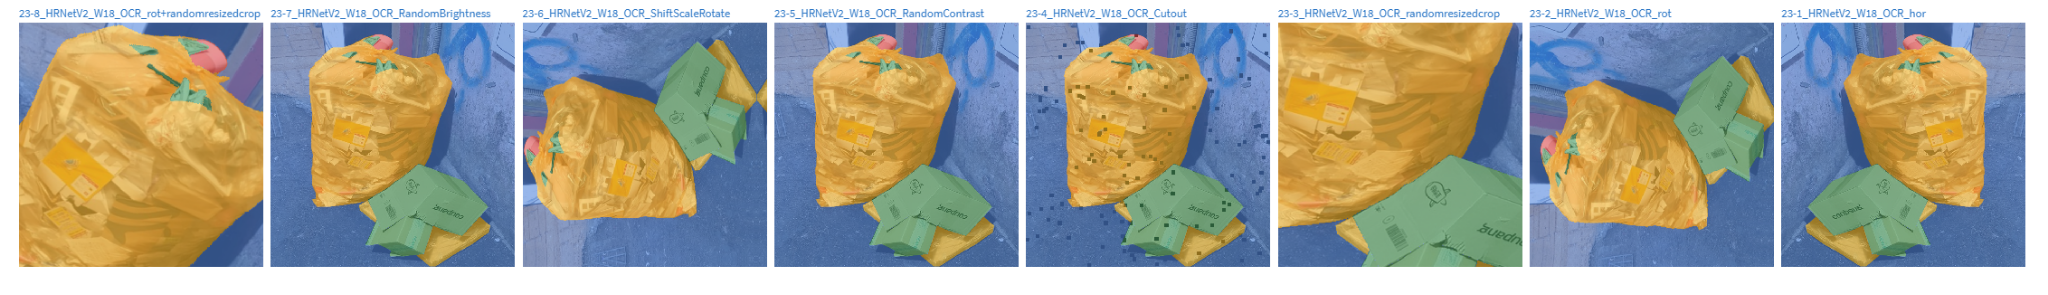 23-8_HRNetV2_W18_OCR_rot+randomresizedcrop
23-7_HRNetV2_W18_OCR_RandomBrightness
23-6_HRNetV2_W18_OCR_ShiftScaleRotate
23-5_HRNetV2_W18_OCR_RandomContrast
23-4_HRNetV2_W18_OCR_Cutout
23-3_HRNetV2_W18_OCR_randomresizedcrop
23-2_HRNetV2_W18_OCR_rot
23-1_HRNetV2_W18_OCR_hor